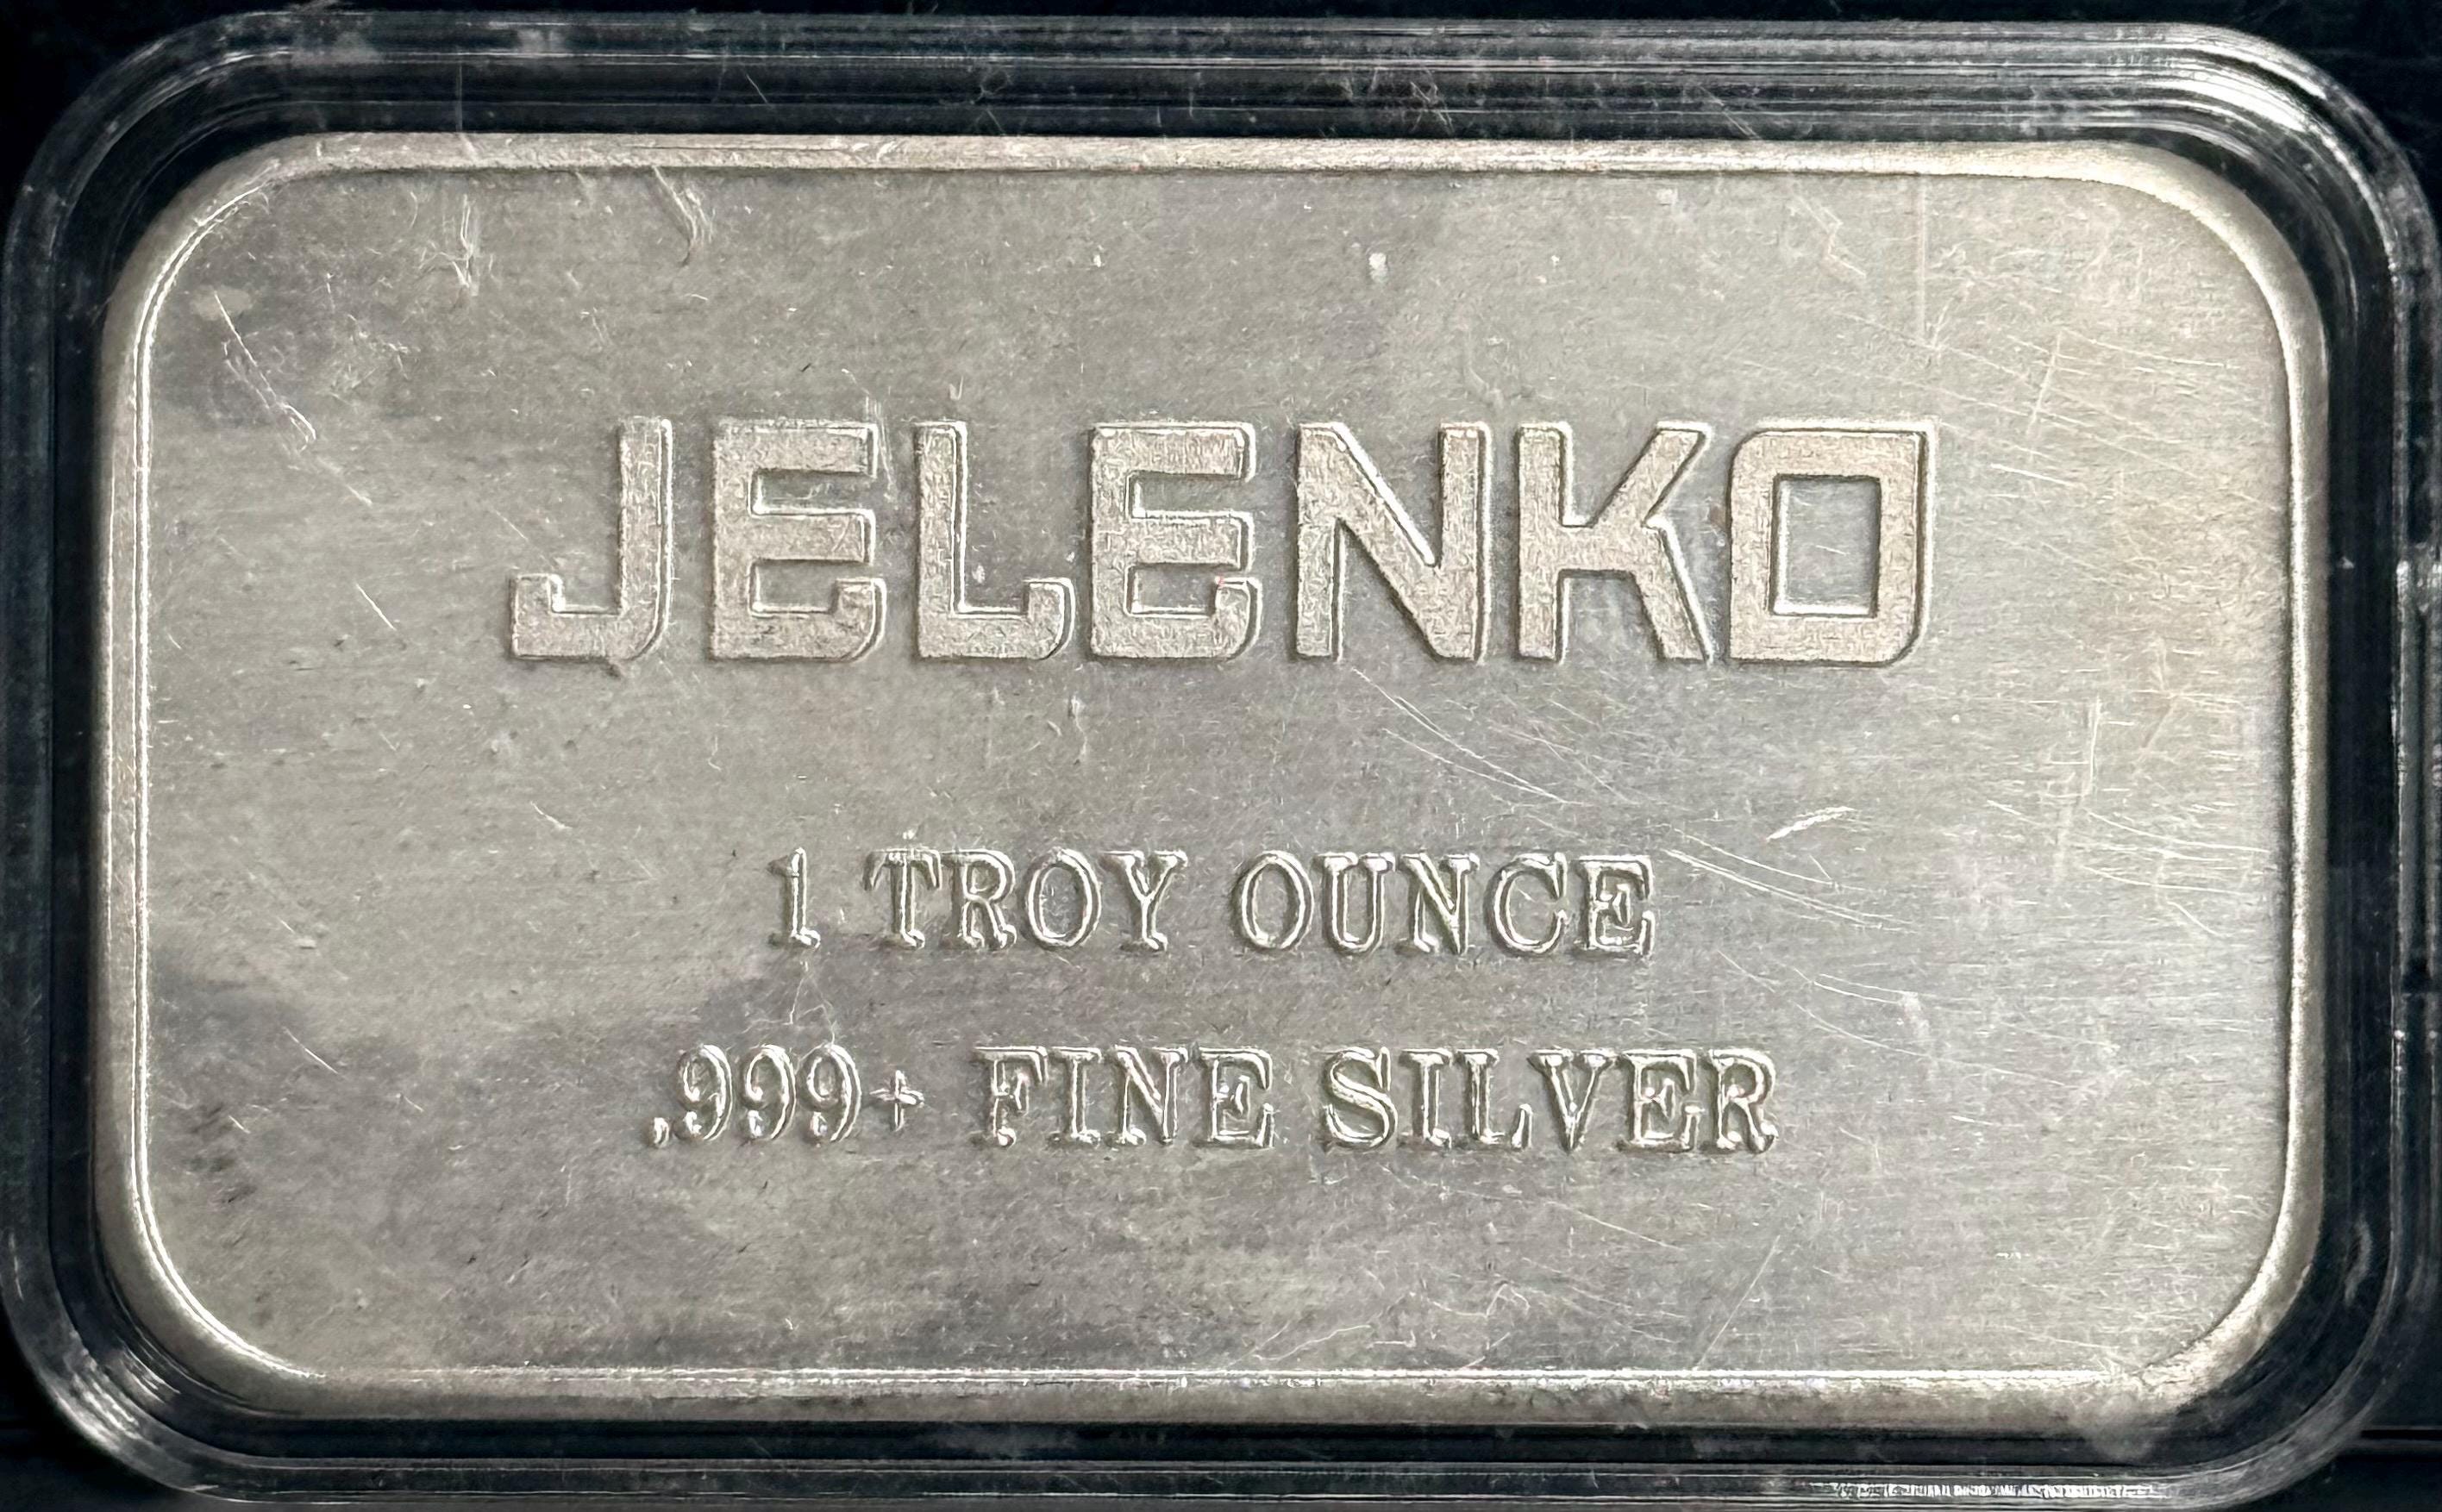 JELENKO
1 TROY OUNCE
.999+ FINE SILVER